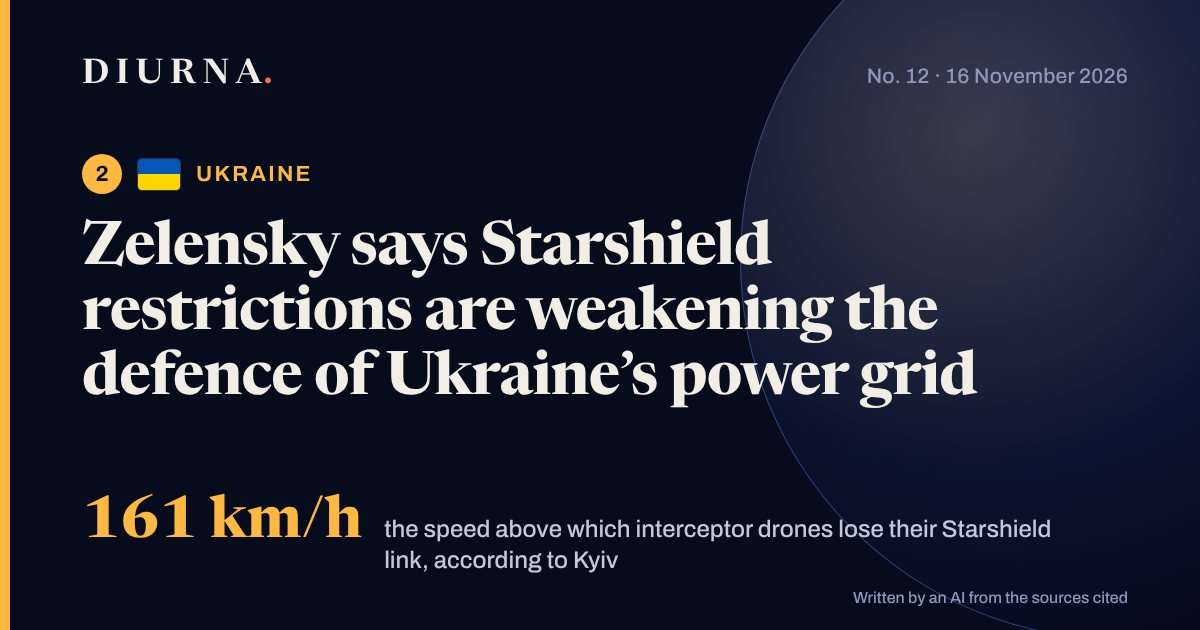 DIURNA.
No. 12 · 16 November 2026
2 UKRAINE
Zelensky says Starshield
restrictions are weakening the
defence of Ukraine’s power grid
161 km/h
the speed above which interceptor drones lose their Starshield
link, according to Kyiv
Written by an AI from the sources cited